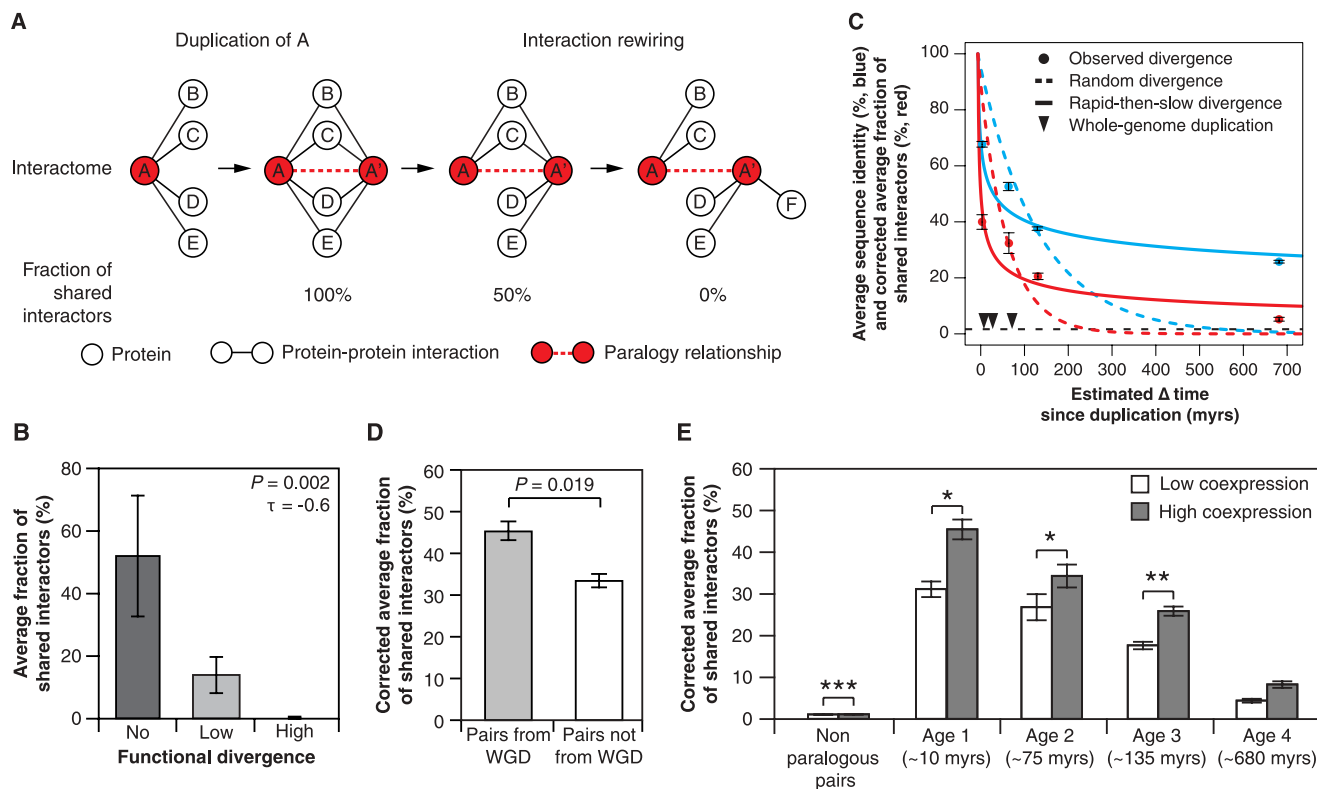 A
Duplication of A
Interaction rewiring
B
B
B
B
C
C
C
C
Interactome
A
A
A'
A
A'
A
A'
D
D
D
D
F
E
E
E
E
Fraction of
shared
interactors
100%
50%
0%
Protein
Protein-protein interaction
Paralogy relationship
C
Average sequence identity (%, blue)
and corrected average fraction of
shared interactors (%, red)
100
80
60
40
20
0
Observed divergence
Random divergence
Rapid-then-slow divergence
Whole-genome duplication
0
100
200
300
400
500
600
700
Estimated Δ time
since duplication (myrs)
B
Average fraction of
shared interactors (%)
80
60
40
20
0
P = 0.002
τ = -0.6
No
Low
High
Functional divergence
D
Corrected average fraction
of shared interactors (%)
60
50
40
30
20
10
0
P = 0.019
Pairs from
WGD
Pairs not
from WGD
E
Corrected average fraction
of shared interactors (%)
60
50
40
30
20
10
0
Low coexpression
High coexpression
***
*
*
**
Non
paralogous
pairs
Age 1
(~10 myrs)
Age 2
(~75 myrs)
Age 3
(~135 myrs)
Age 4
(~680 myrs)